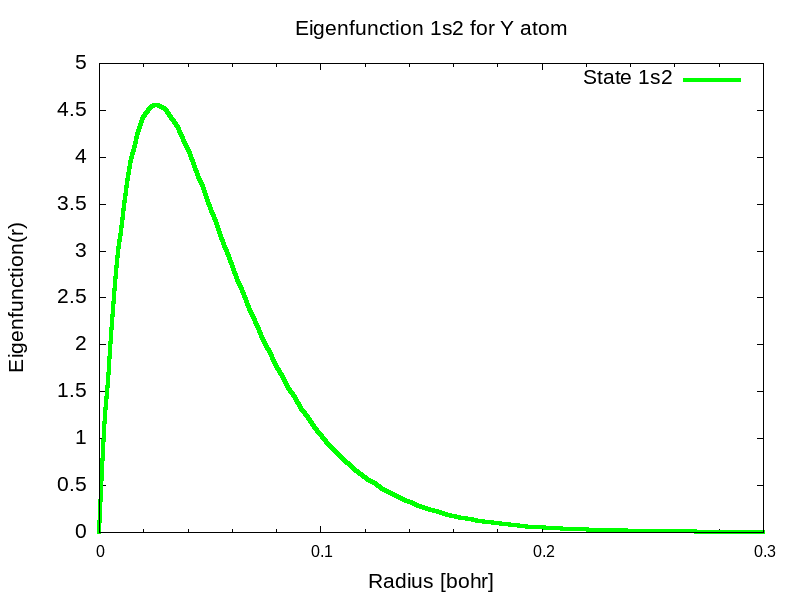 Eigenfunction 1s2 for Y atom
State 1s2
5
4.5
4
3.5
3
2.5
2
1.5
1
0.5
0
Eigenfunction(r)
0 0.1 0.2 0.3
Radius [bohr]